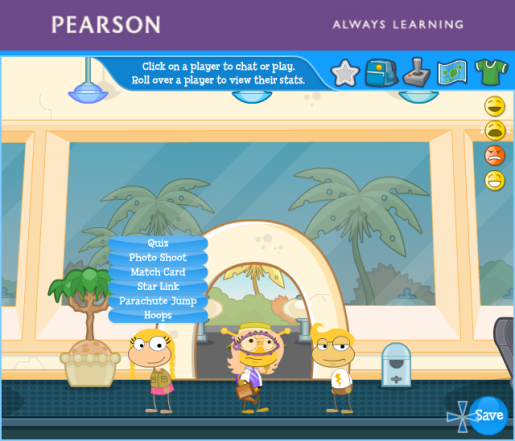 PEARSON
ALWAYS LEARNING
Click on a player to chat or play.
Roll over a player to view their stats.
Quiz
Photo Shoot
Match Card
Star Link
Parachute Jump
Hoops
Save